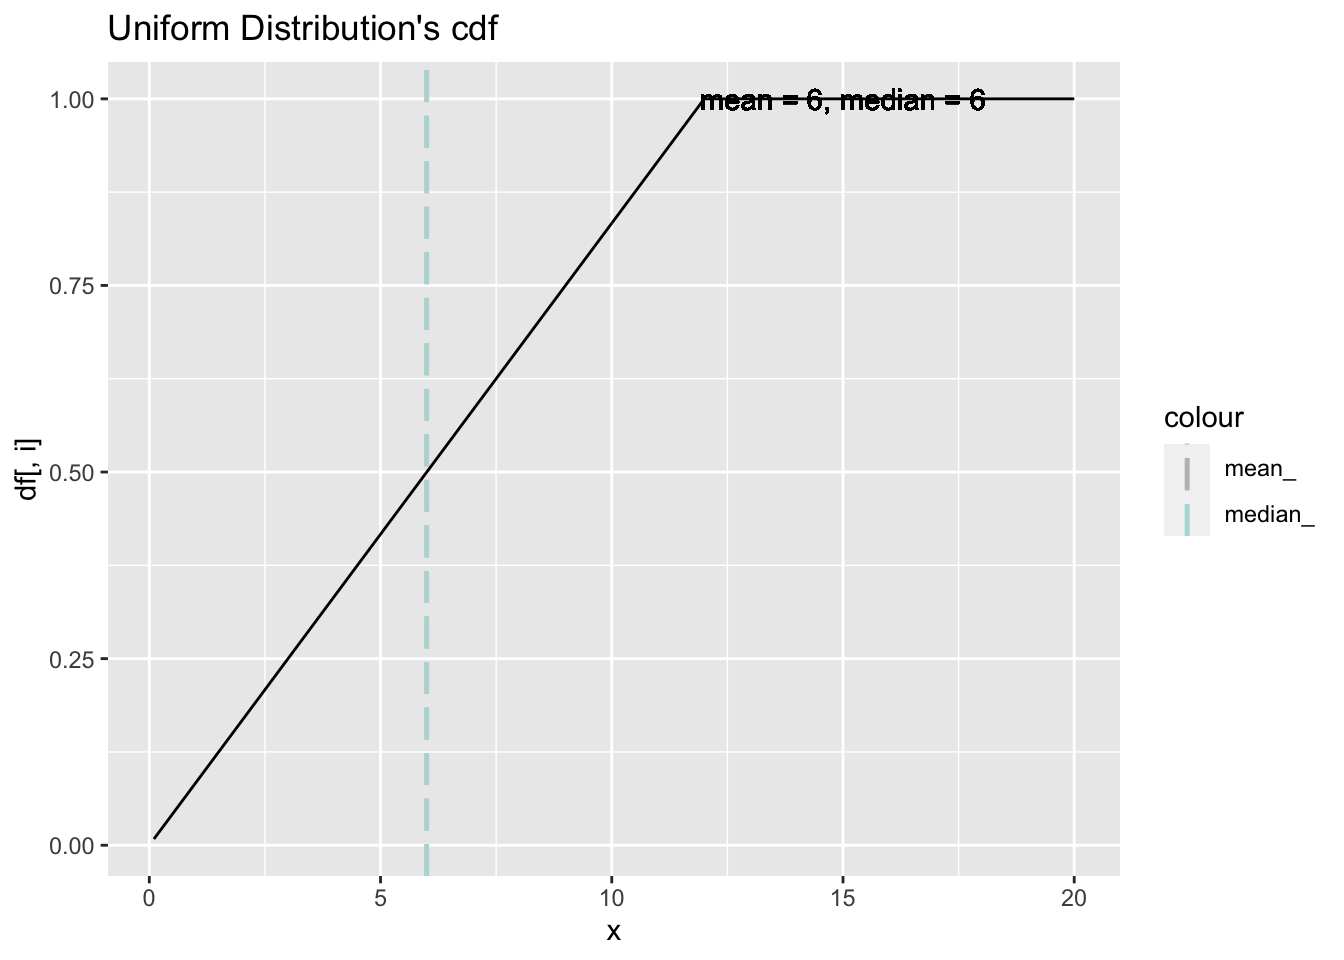 Uniform Distribution's cdf
mean = 6, median = 6
1.00
0.75
0.50
0.25
0.00
df[, i]
0 5 10 15 20
x
colour
mean_
median_